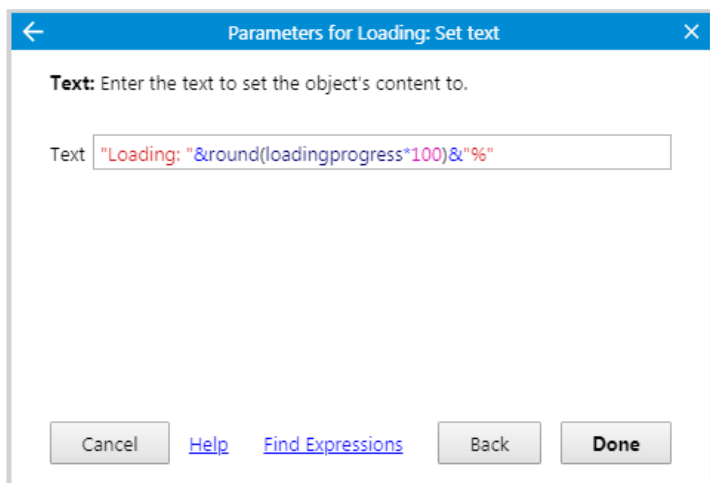 Parameters for Loading: Set text
Text: Enter the text to set the object's content to.
Text "Loading: "&round(loadingprogress*100)&"%"
Cancel Help Find Expressions Back Done